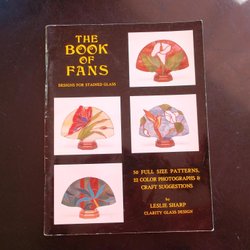 THE
BOOK
OF
FANS
DESIGNS FOR STAINED GLASS
50 FULL SIZE PATTERNS,
22 COLOR PHOTOGRAPHS &
CRAFT SUGGESTIONS
by
LESLIE SHARP
CLARITY GLASS DESIGN